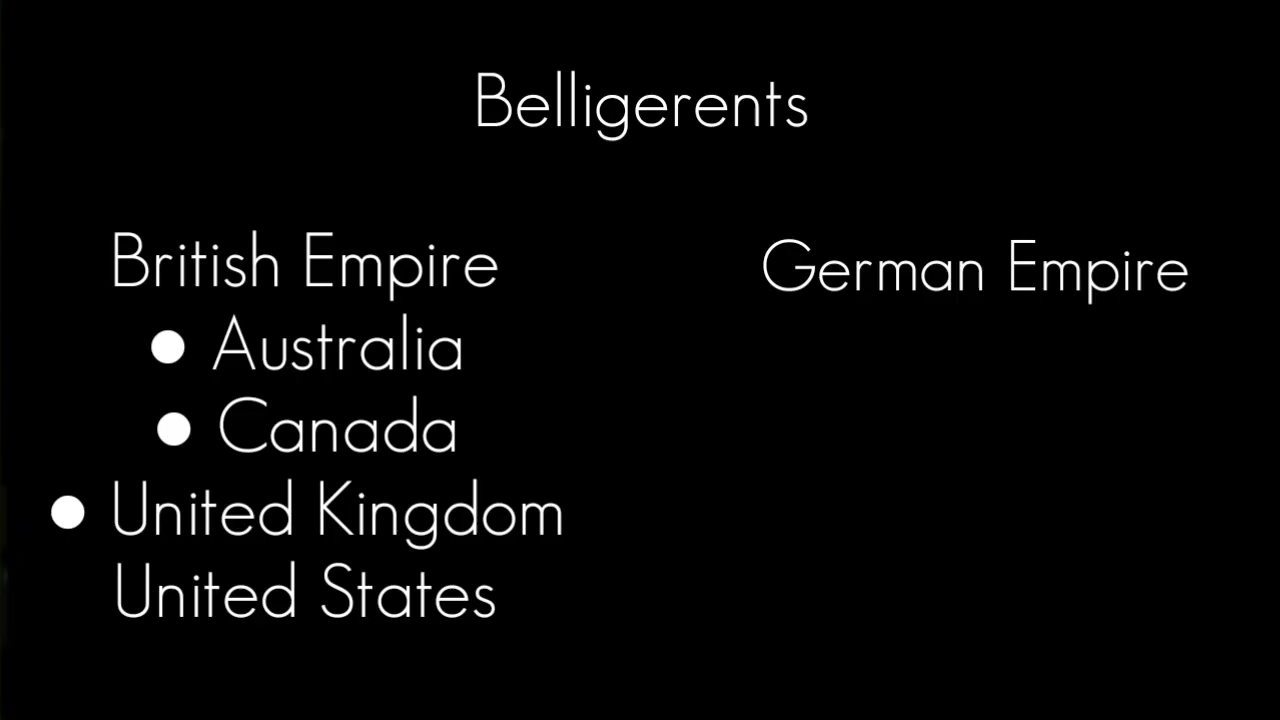 Belligerents
British Empire
● Australia
● Canada
● United Kingdom
United States
German Empire